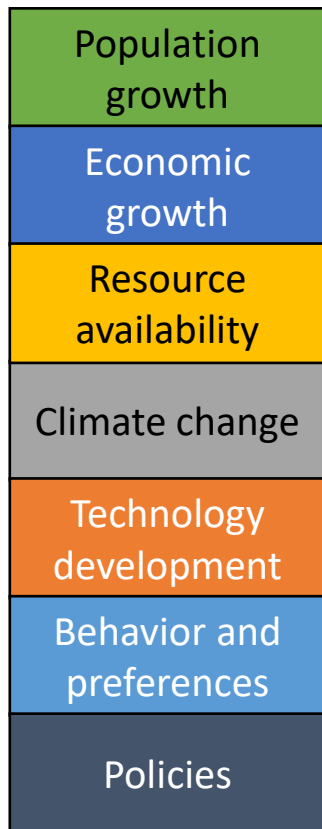 Population
growth
Economic
growth
Resource
availability
Climate change
Technology
development
Behavior and
preferences
Policies